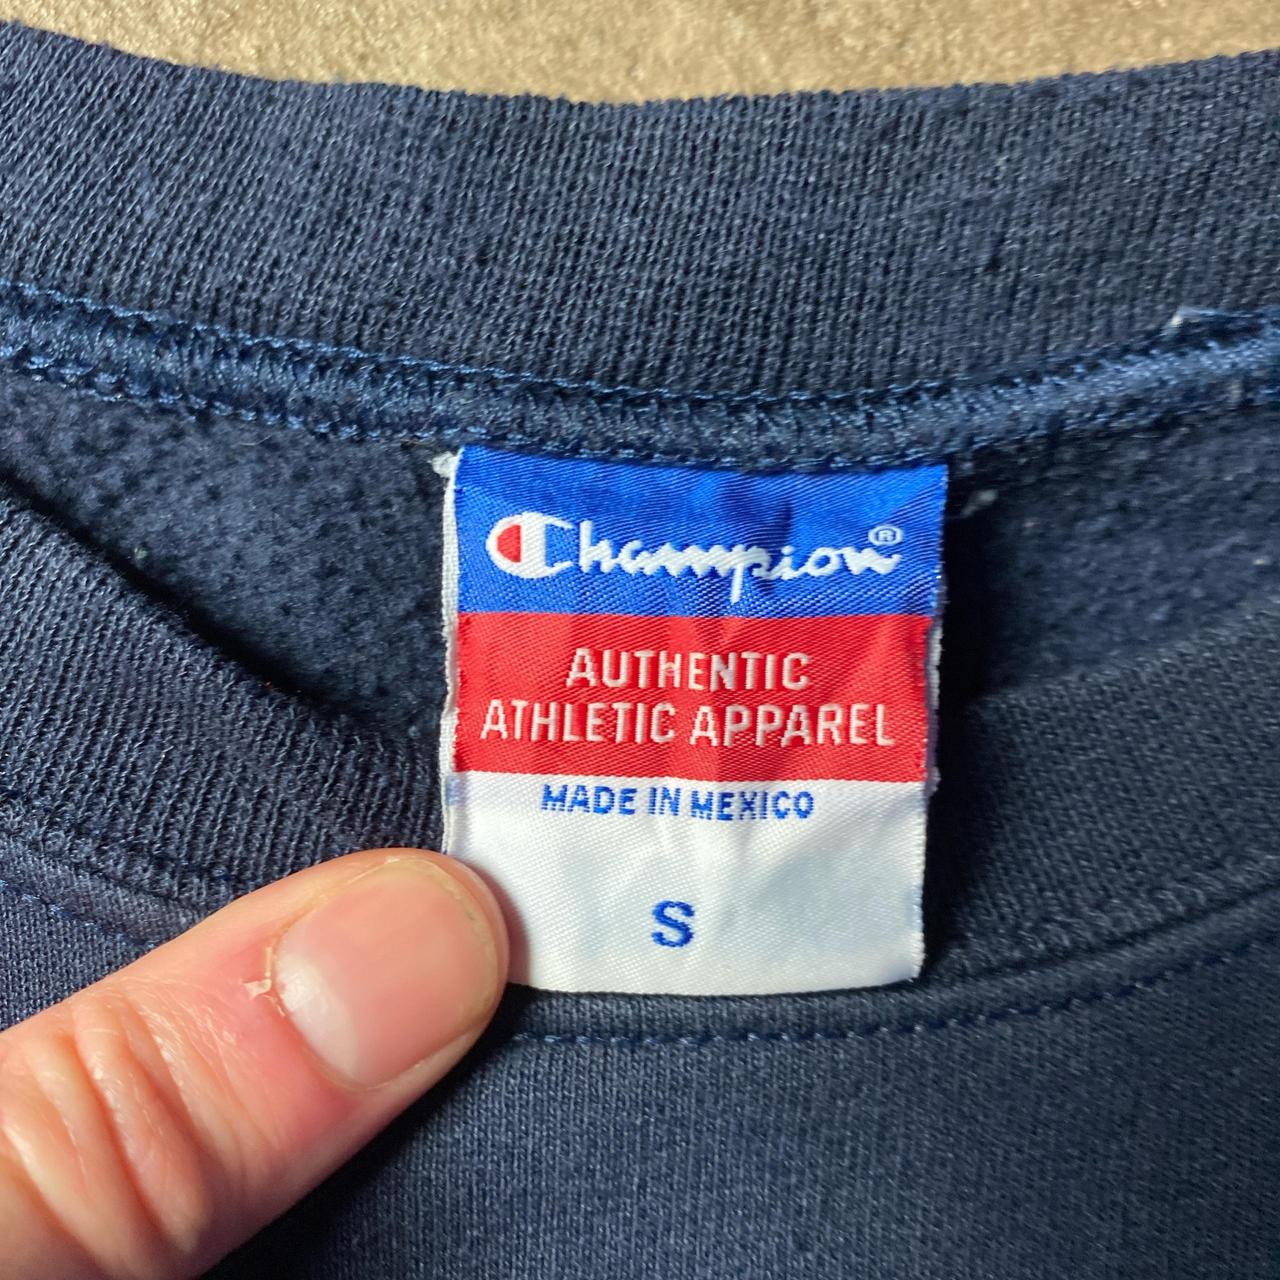 Champion®
AUTHENTIC
ATHLETIC APPAREL
MADE IN MEXICO
S